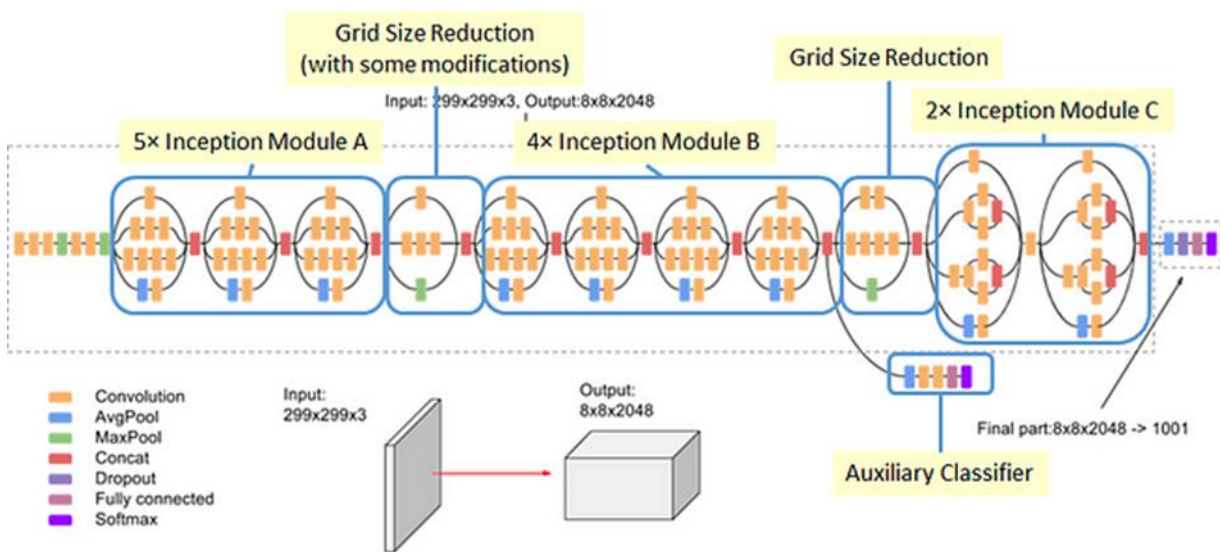 Grid Size Reduction
(with some modifications)
Grid Size Reduction
Input: 299x299x3, Output:8x8x2048
2× Inception Module C
5× Inception Module A
4× Inception Module B
Convolution
AvgPool
MaxPool
Concat
Dropout
Fully connected
Softmax
Input:
299x299x3
Output:
8x8x2048
Final part:8x8x2048 -> 1001
Auxiliary Classifier